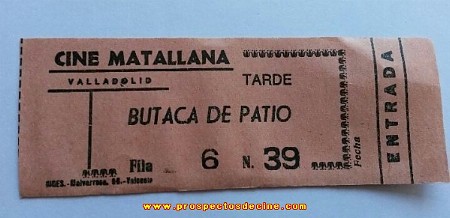 CINE MATALLANA
VALLADOLID
TARDE
BUTACA DE PATIO
Fila 6 N. 39
Fecha
ENTRADA
www.prospectosdecine.com